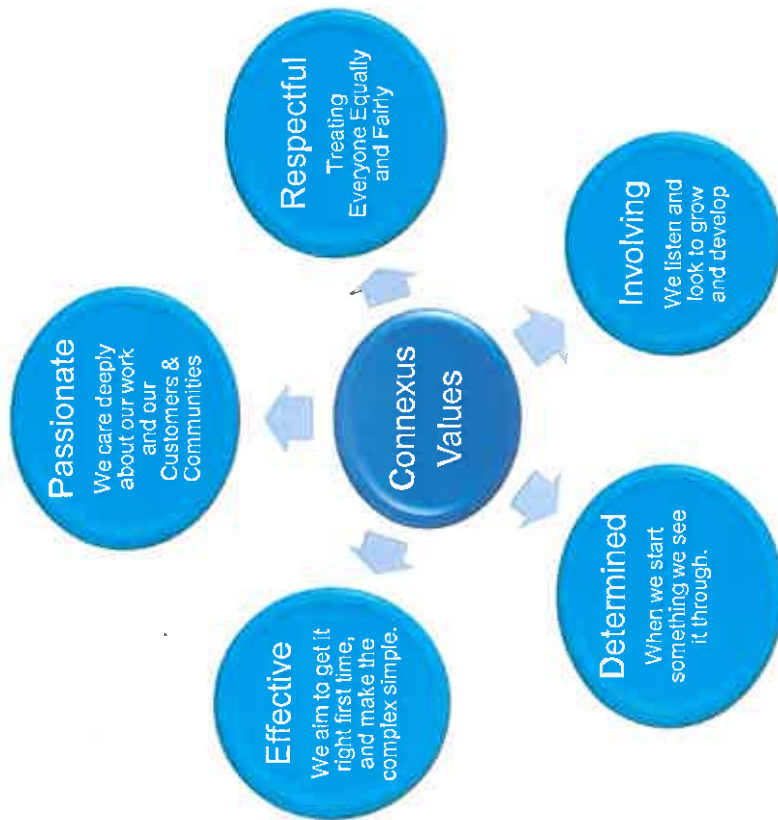 Connexus
Values
Passionate
We care deeply
about our work
and our
Customers &
Communities
Respectful
Treating
Everyone Equally
and Fairly
Involving
We listen and
look to grow
and develop
Determined
When we start
something we see
it through.
Effective
We aim to get it
right first time,
and make the
complex simple.